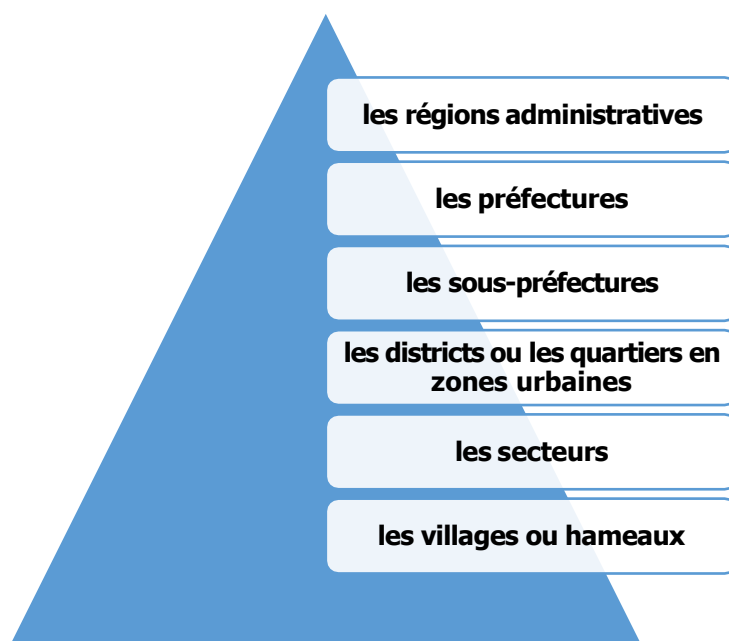 les régions administratives
les préfectures
les sous-préfectures
les districts ou les quartiers en
zones urbaines
les secteurs
les villages ou hameaux